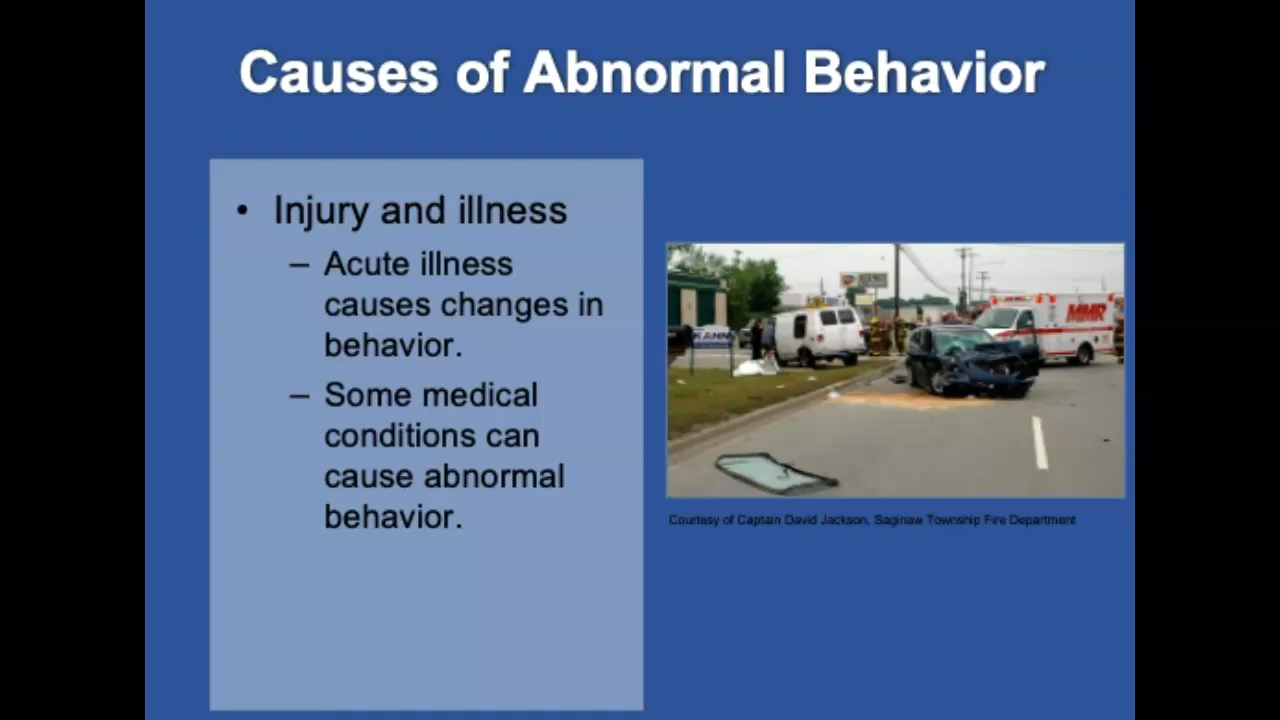 Causes of Abnormal Behavior
• Injury and illness
– Acute illness
causes changes in
behavior.
– Some medical
conditions can
cause abnormal
behavior.
MMR
Courtesy of Captain David Jackson, Saginaw Township Fire Department